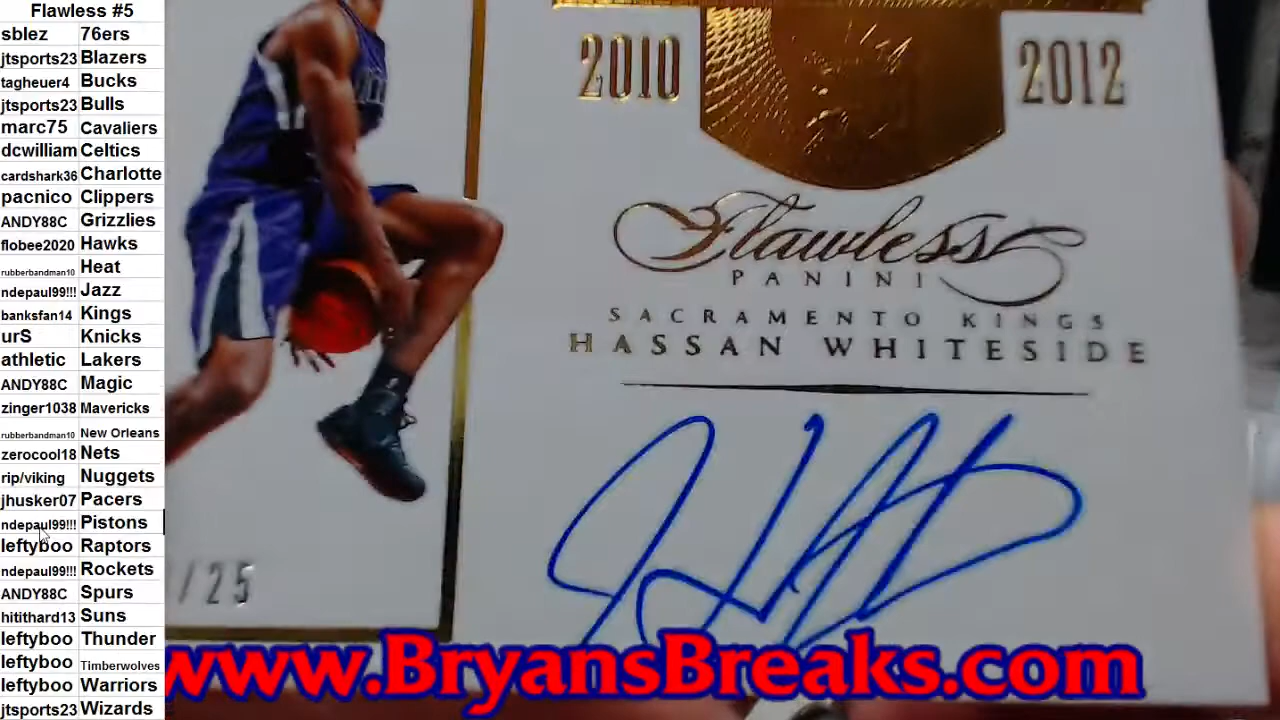 Flawless #5
sblez 76ers
jtsports23 Blazers
tagheuer4 Bucks
jtsports23 Bulls
marc75 Cavaliers
dcwilliam Celtics
cardshark36 Charlotte
pacnico Clippers
ANDY88C Grizzlies
flobee2020 Hawks
rubberbandman10 Heat
ndepaul99!!! Jazz
banksfan14 Kings
urS Knicks
athletic Lakers
ANDY88C Magic
zinger1038 Mavericks
rubberbandman10 New Orleans
zerocool18 Nets
rip/viking Nuggets
jhusker07 Pacers
ndepaul99!!! Pistons
leftyboo Raptors
ndepaul99!!! Rockets
ANDY88C Spurs
hitithard13 Suns
leftyboo Thunder
leftyboo Timberwolves
leftyboo Warriors
jtsports23 Wizards
2010 2012
Flawless
PANINI
SACRAMENTO KINGS
HASSAN WHITESIDE
/25
www.BryansBreaks.com